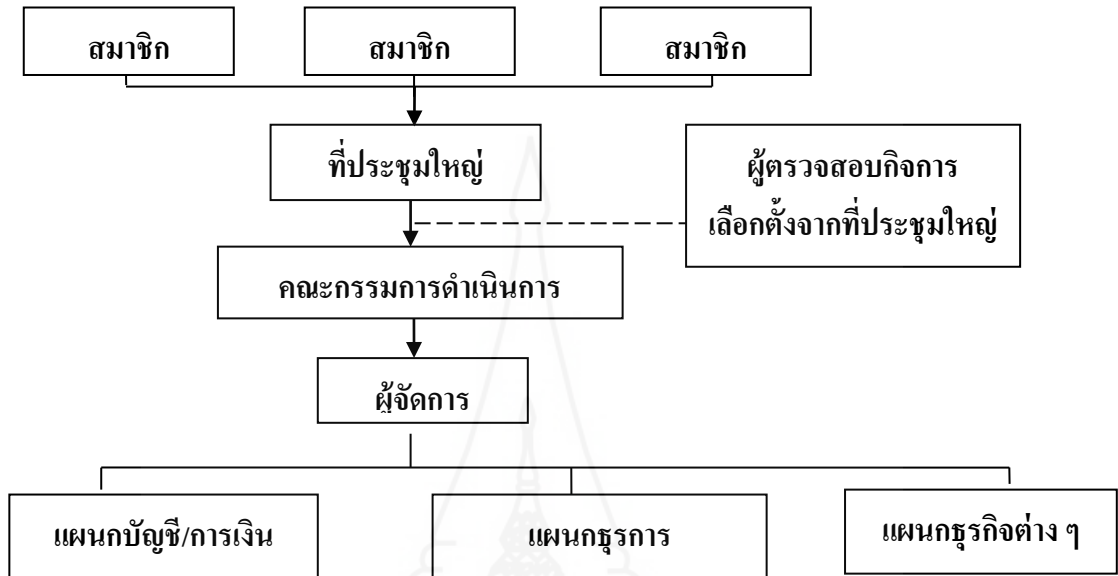 สมาชิก
สมาชิก
สมาชิก
ที่ประชุมใหญ่
ผู้ตรวจสอบกิจการ
เลือกตั้งจากที่ประชุมใหญ่
คณะกรรมการดำเนินการ
ผู้จัดการ
แผนกบัญชี/การเงิน
แผนกธุรการ
แผนกธุรกิจต่าง ๆ